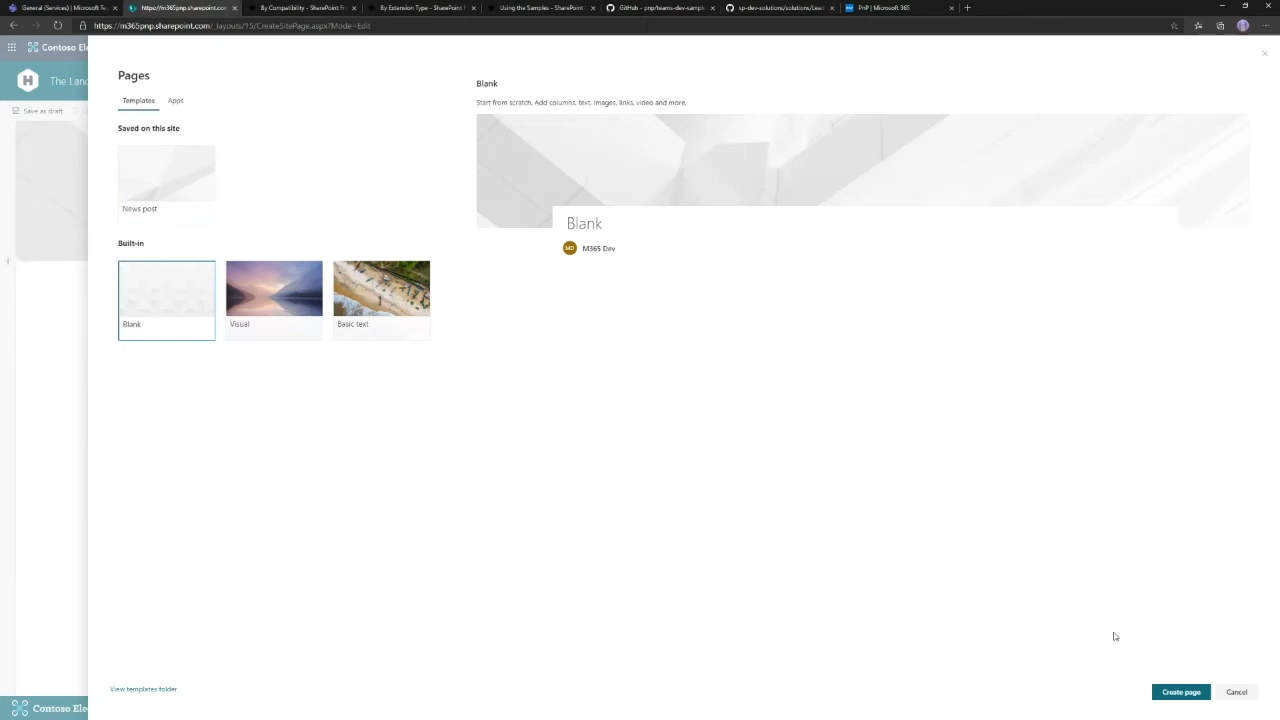 General (Services) | Microsoft Te
https://m365pnp.sharepoint.com
By Compatibility - SharePoint Fr
By Extension Type - SharePoint F
Using the Samples - SharePoint
GitHub - pnp/teams-dev-sample
sp-dev-solutions/solutions/Lear
PnP | Microsoft 365
https://m365pnp.sharepoint.com/_layouts/15/CreateSitePage.aspx?Mode=Edit
Contoso El
H The Lan
Save as draft
Pages
Templates
Apps
Saved on this site
News post
Built-in
Blank
Visual
Basic text
Blank
Start from scratch. Add columns, text, images, links, video and more.
Blank
MD M365 Dev
View templates folder
Create page
Cancel
Contoso Ele